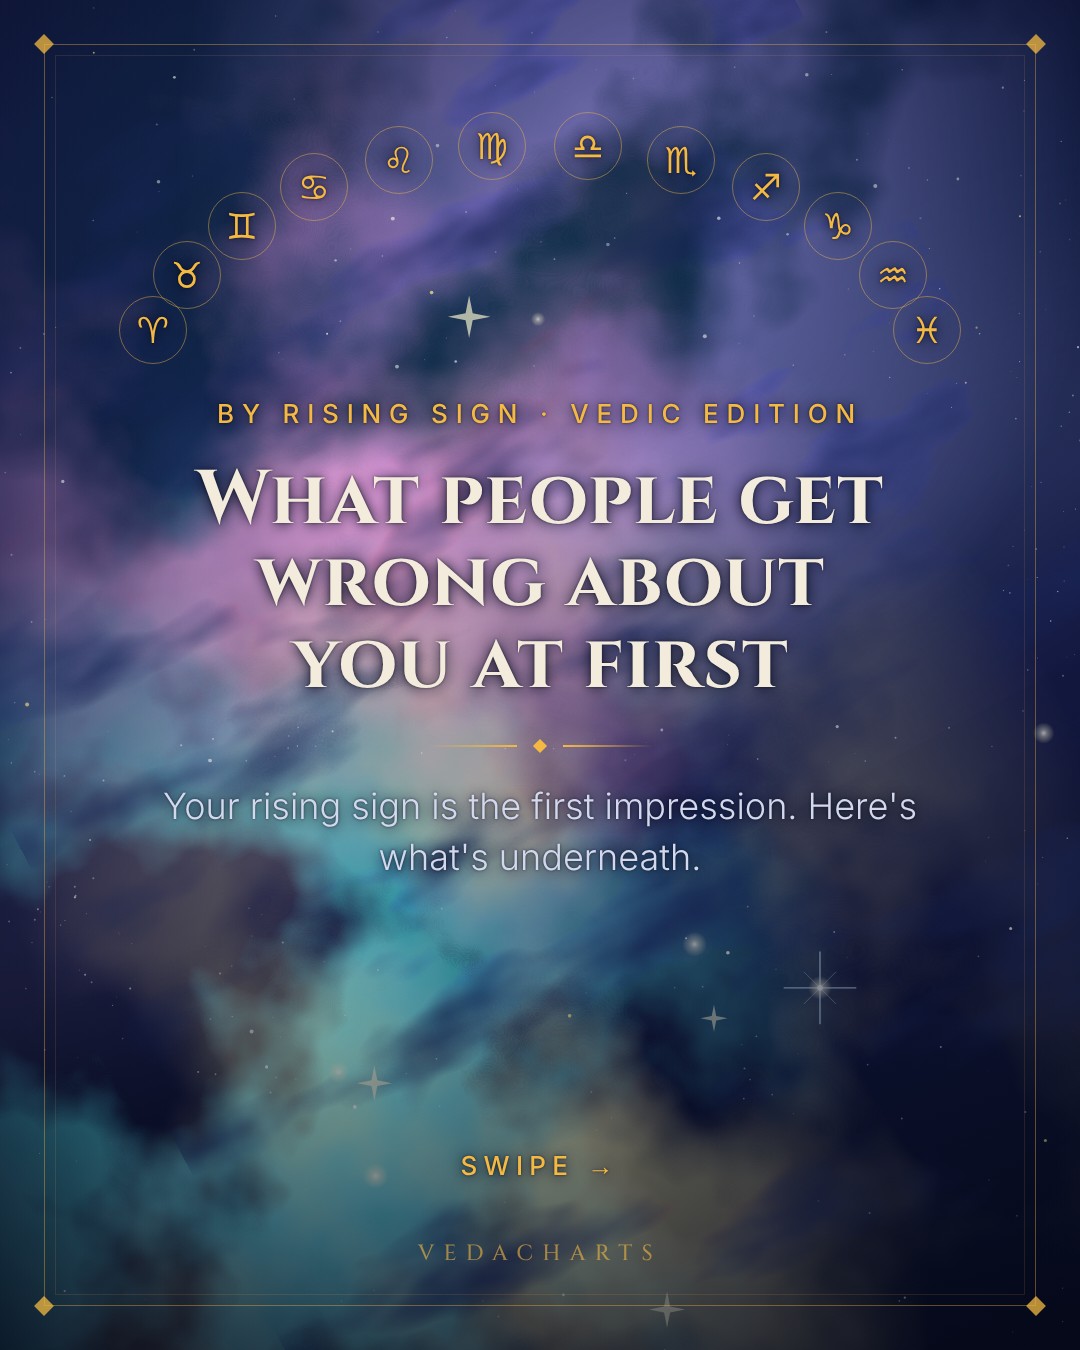 ♈ ♉ ♊ ♋ ♌ ♍ ♎ ♏ ♐ ♑ ♒ ♓
BY RISING SIGN · VEDIC EDITION
What people get
wrong about
you at first
Your rising sign is the first impression. Here's
what's underneath.
SWIPE →
VEDACHARTS